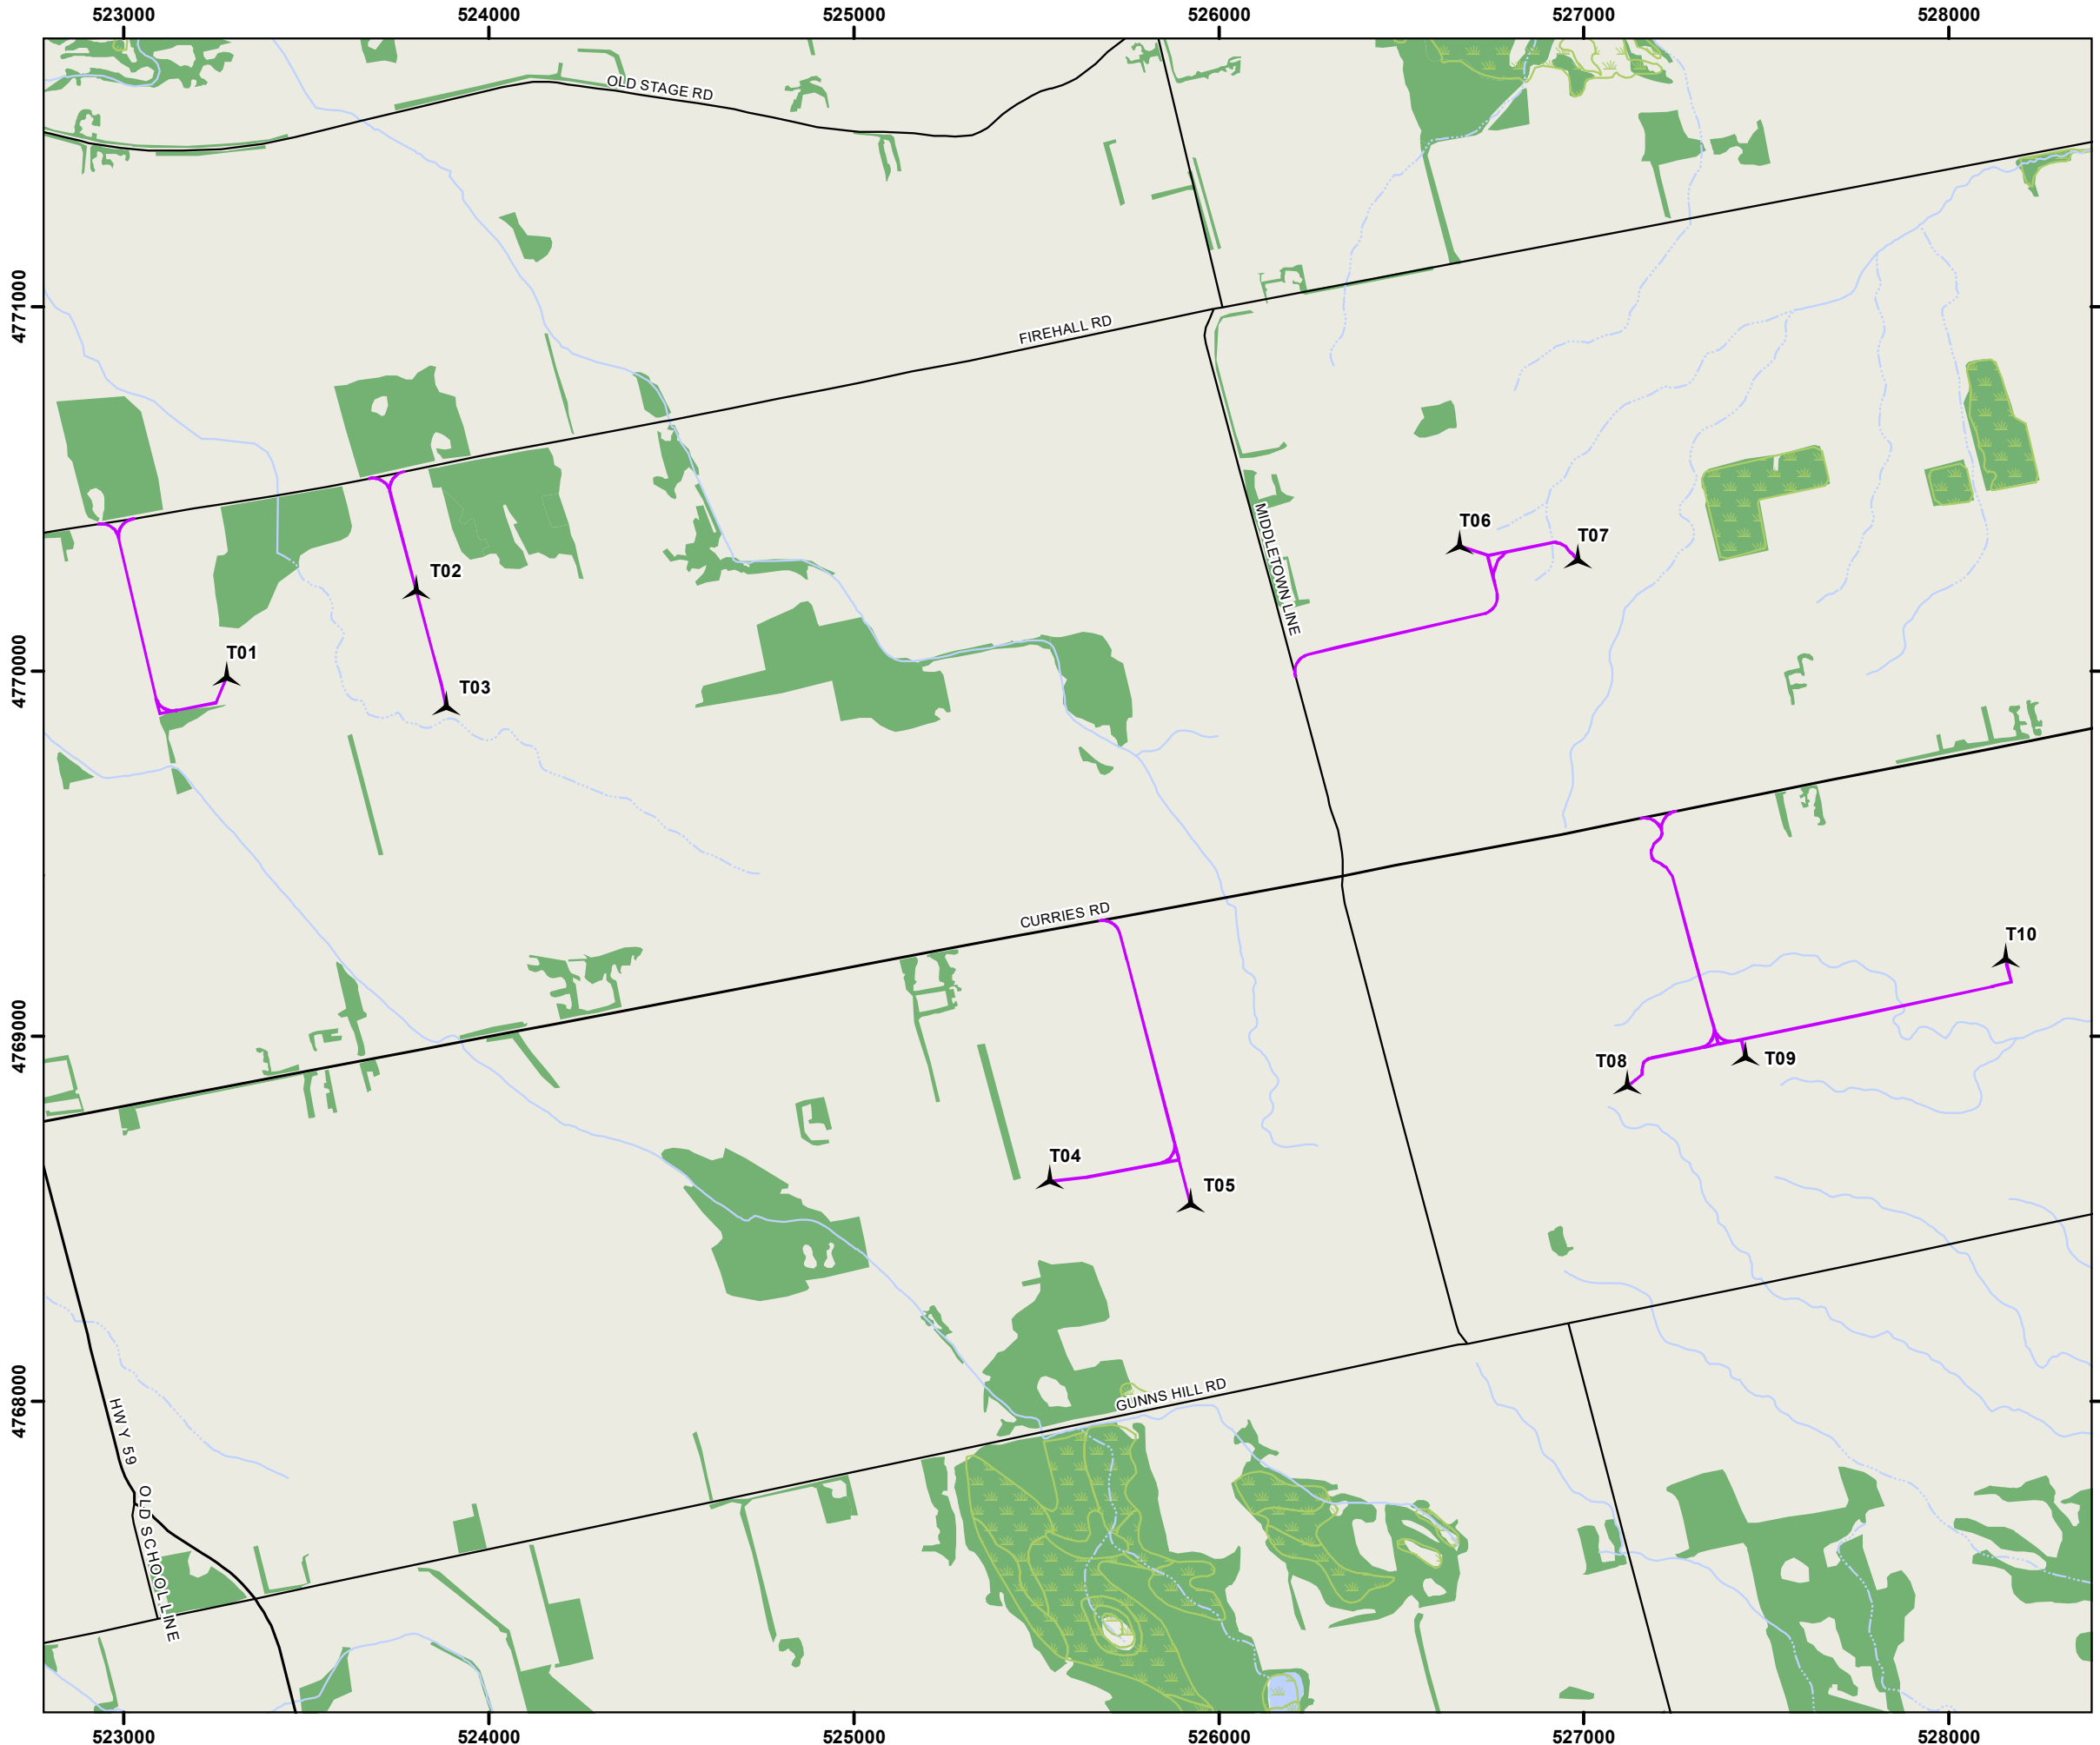 523000 524000 525000 526000 527000 528000
OLD STAGE RD
4771000
FIREHALL RD
MIDDLETOWN LINE
T06
T07
T02
T01
4770000
T03
CURRIES RD
T10
4769000
T08
T09
T04
T05
GUNNS HILL RD
4768000
HWY 59
OLD SCHOOL LINE
523000 524000 525000 526000 527000 528000